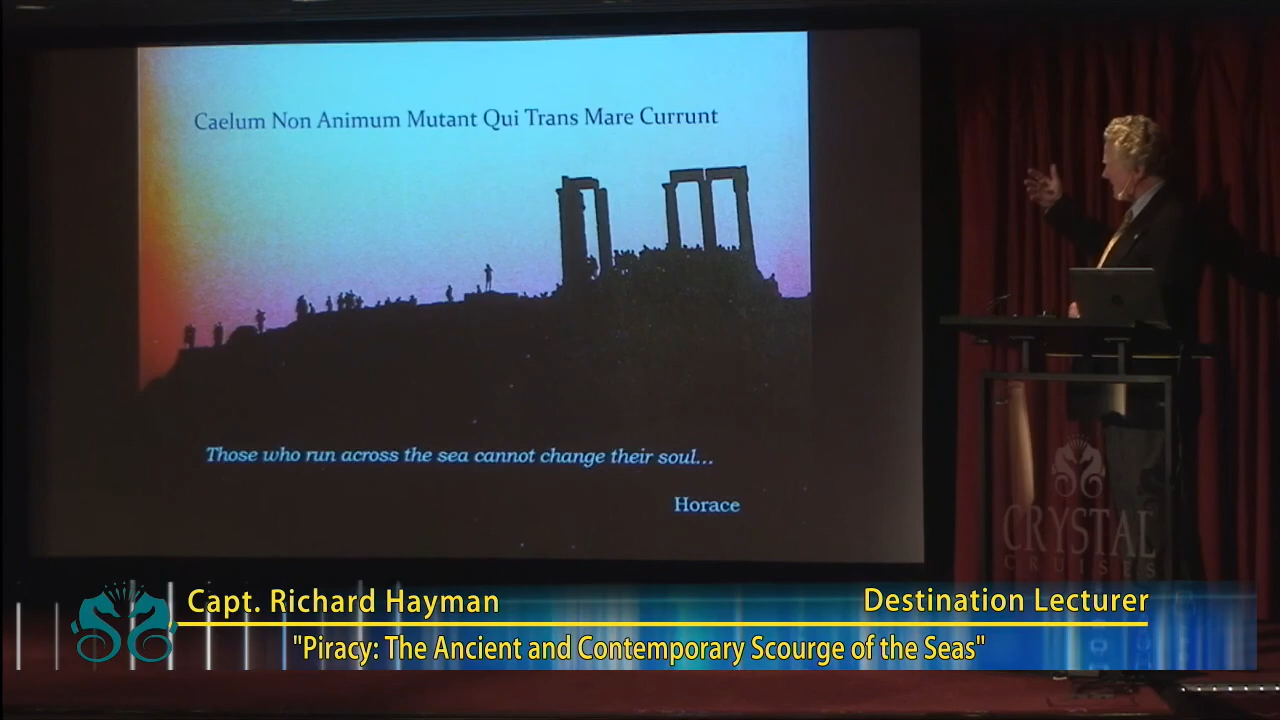 Caelum Non Animum Mutant Qui Trans Mare Currunt
Those who run across the sea cannot change their soul...
Horace
CRYSTAL
CRUISES
Capt. Richard Hayman
Destination Lecturer
"Piracy: The Ancient and Contemporary Scourge of the Seas"